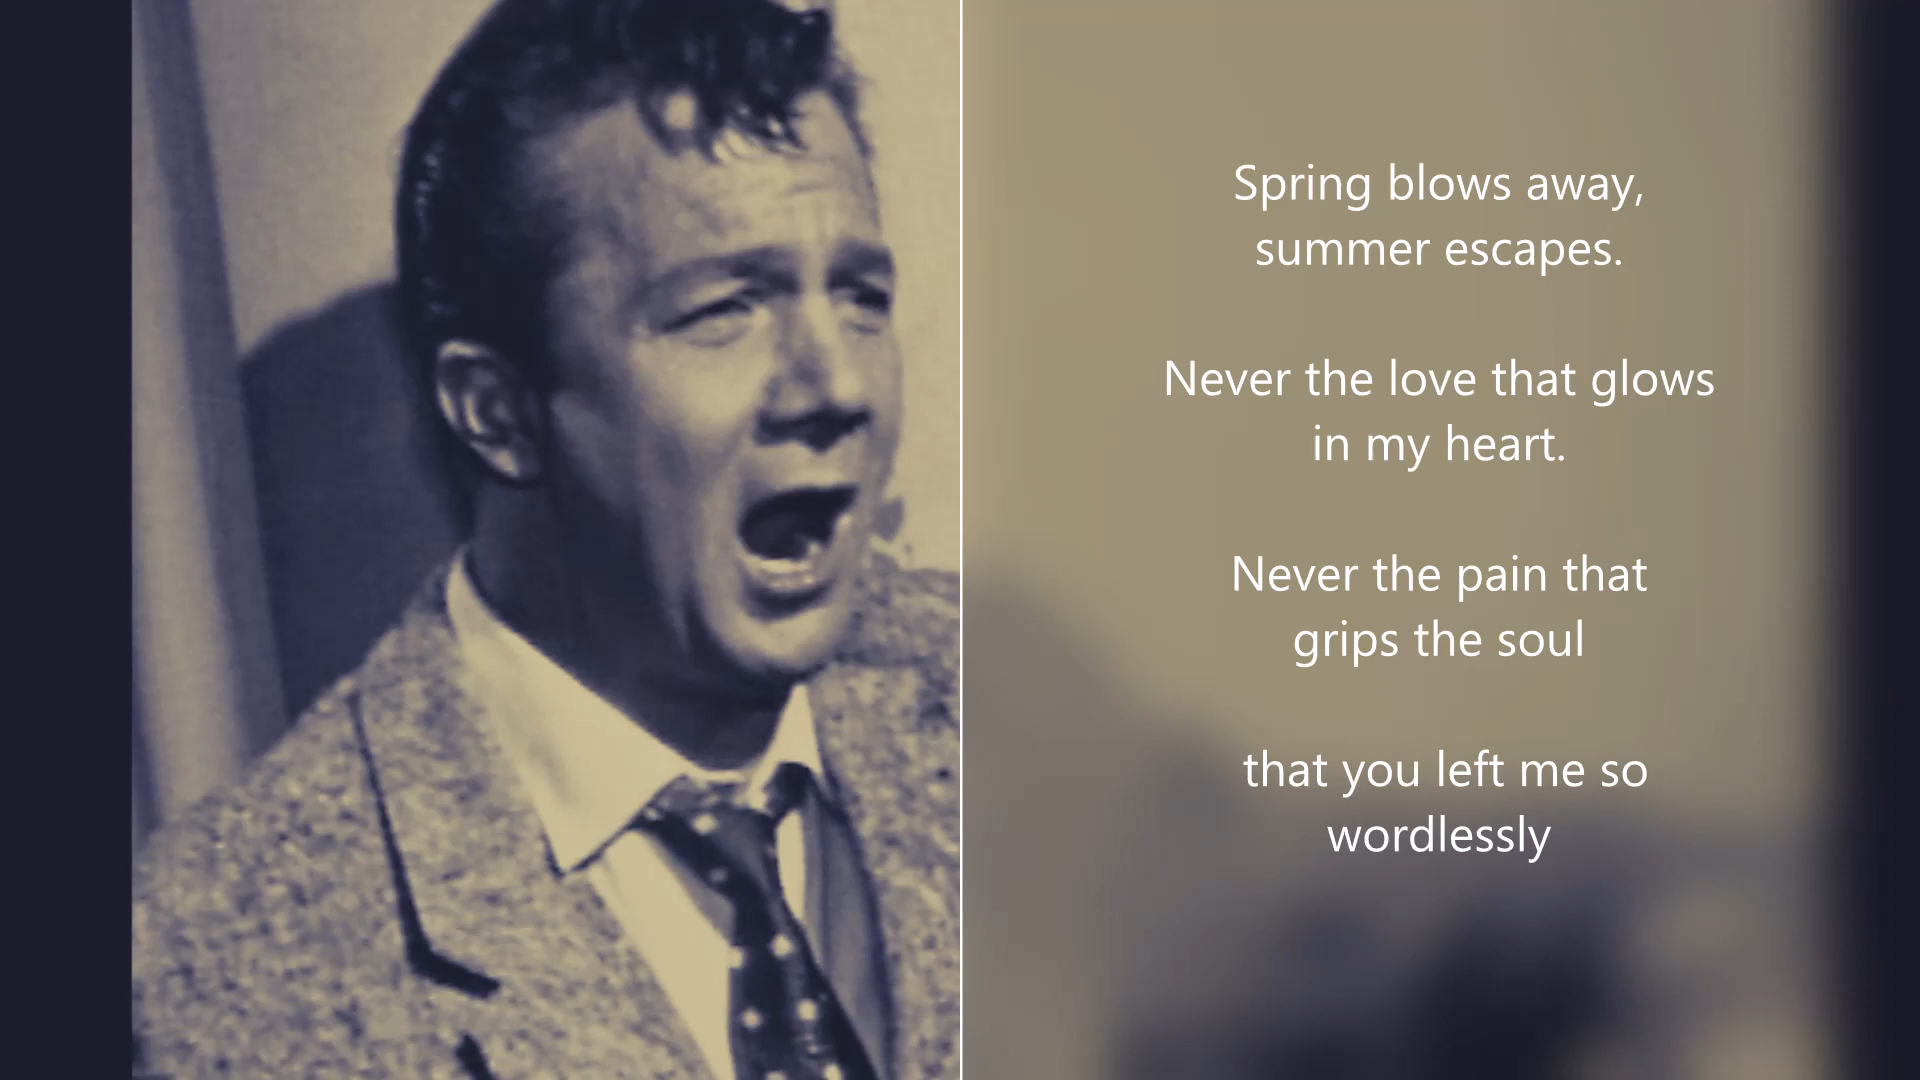 Spring blows away,
summer escapes.
Never the love that glows
in my heart.
Never the pain that
grips the soul
that you left me so
wordlessly